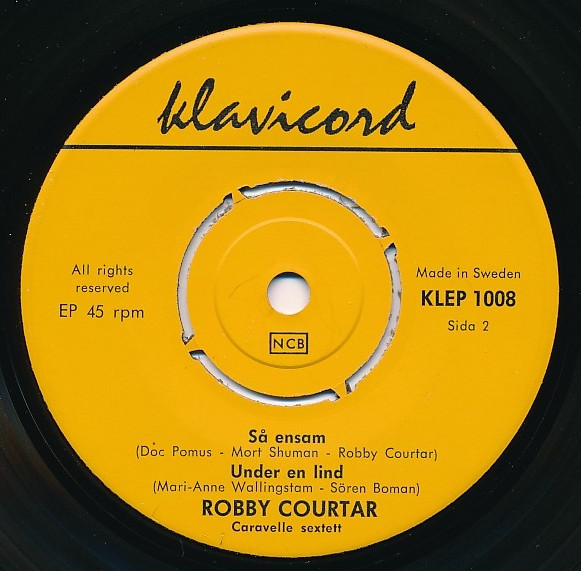 klavicord
All rights
reserved
EP 45 rpm
Made in Sweden
KLEP 1008
Sida 2
NCB
Så ensam
(Doc Pomus - Mort Shuman - Robby Courtar)
Under en lind
(Mari-Anne Wallingstam - Sören Boman)
ROBBY COURTAR
Caravelle sextett